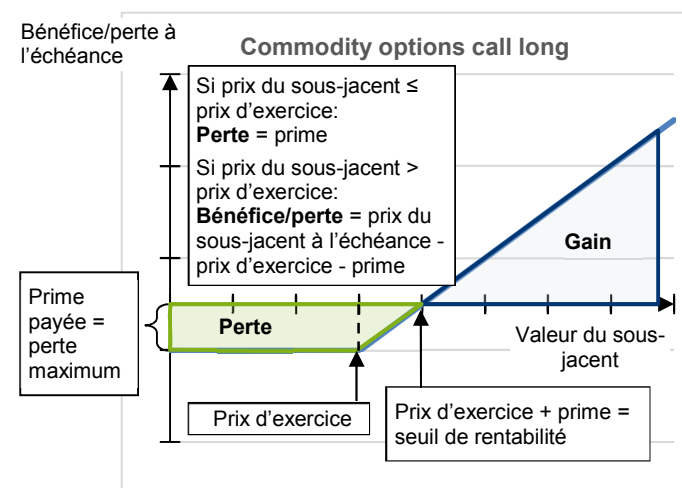 Bénéfice/perte à
l’échéance
Commodity options call long
Si prix du sous-jacent ≤
prix d’exercice:
Perte = prime
Si prix du sous-jacent >
prix d’exercice:
Bénéfice/perte = prix du
sous-jacent à l’échéance -
prix d’exercice - prime
Gain
Prime
payée =
perte
maximum
Perte
Valeur du sous-
jacent
Prix d’exercice
Prix d’exercice + prime =
seuil de rentabilité